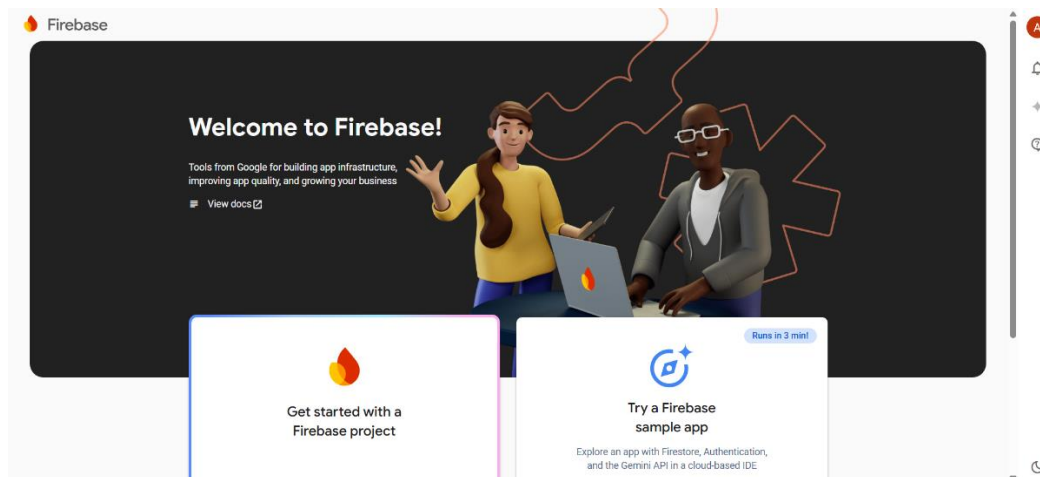 Firebase
A
Welcome to Firebase!
Tools from Google for building app infrastructure,
improving app quality, and growing your business
View docs
Get started with a
Firebase project
Runs in 3 min!
Try a Firebase
sample app
Explore an app with Firestore, Authentication,
and the Gemini API in a cloud-based IDE